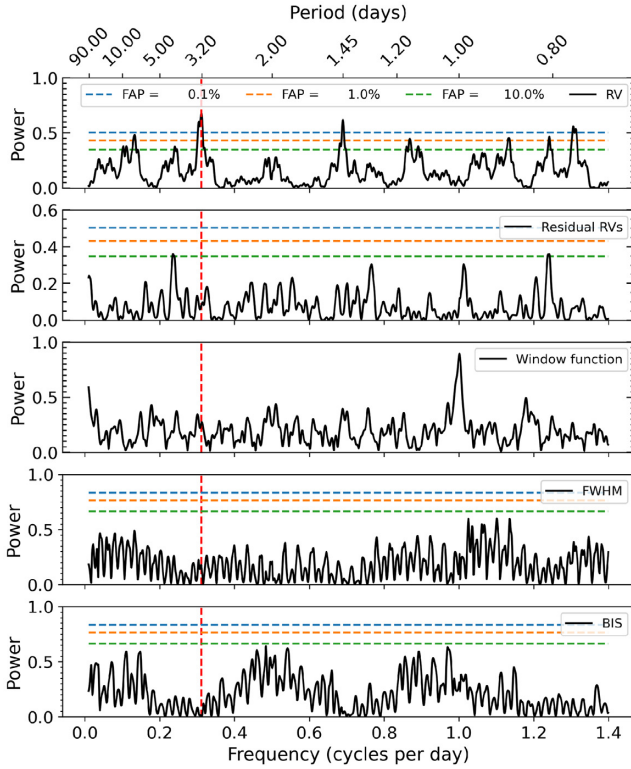 Period (days)
90.00 10.00 5.00 3.20 2.00 1.45 1.20 1.00 0.80
1.0
FAP = 0.1% FAP = 1.0% FAP = 10.0% RV
Power
0.5
0.0
0.6
Residual RVs
0.4
Power
0.2
0.0
1.0
Window function
0.5
0.0
1.0
FWHM
Power
0.5
0.0
1.0
BIS
Power
0.5
0.0
0.0 0.2 0.4 0.6 0.8 1.0 1.2 1.4
Frequency (cycles per day)